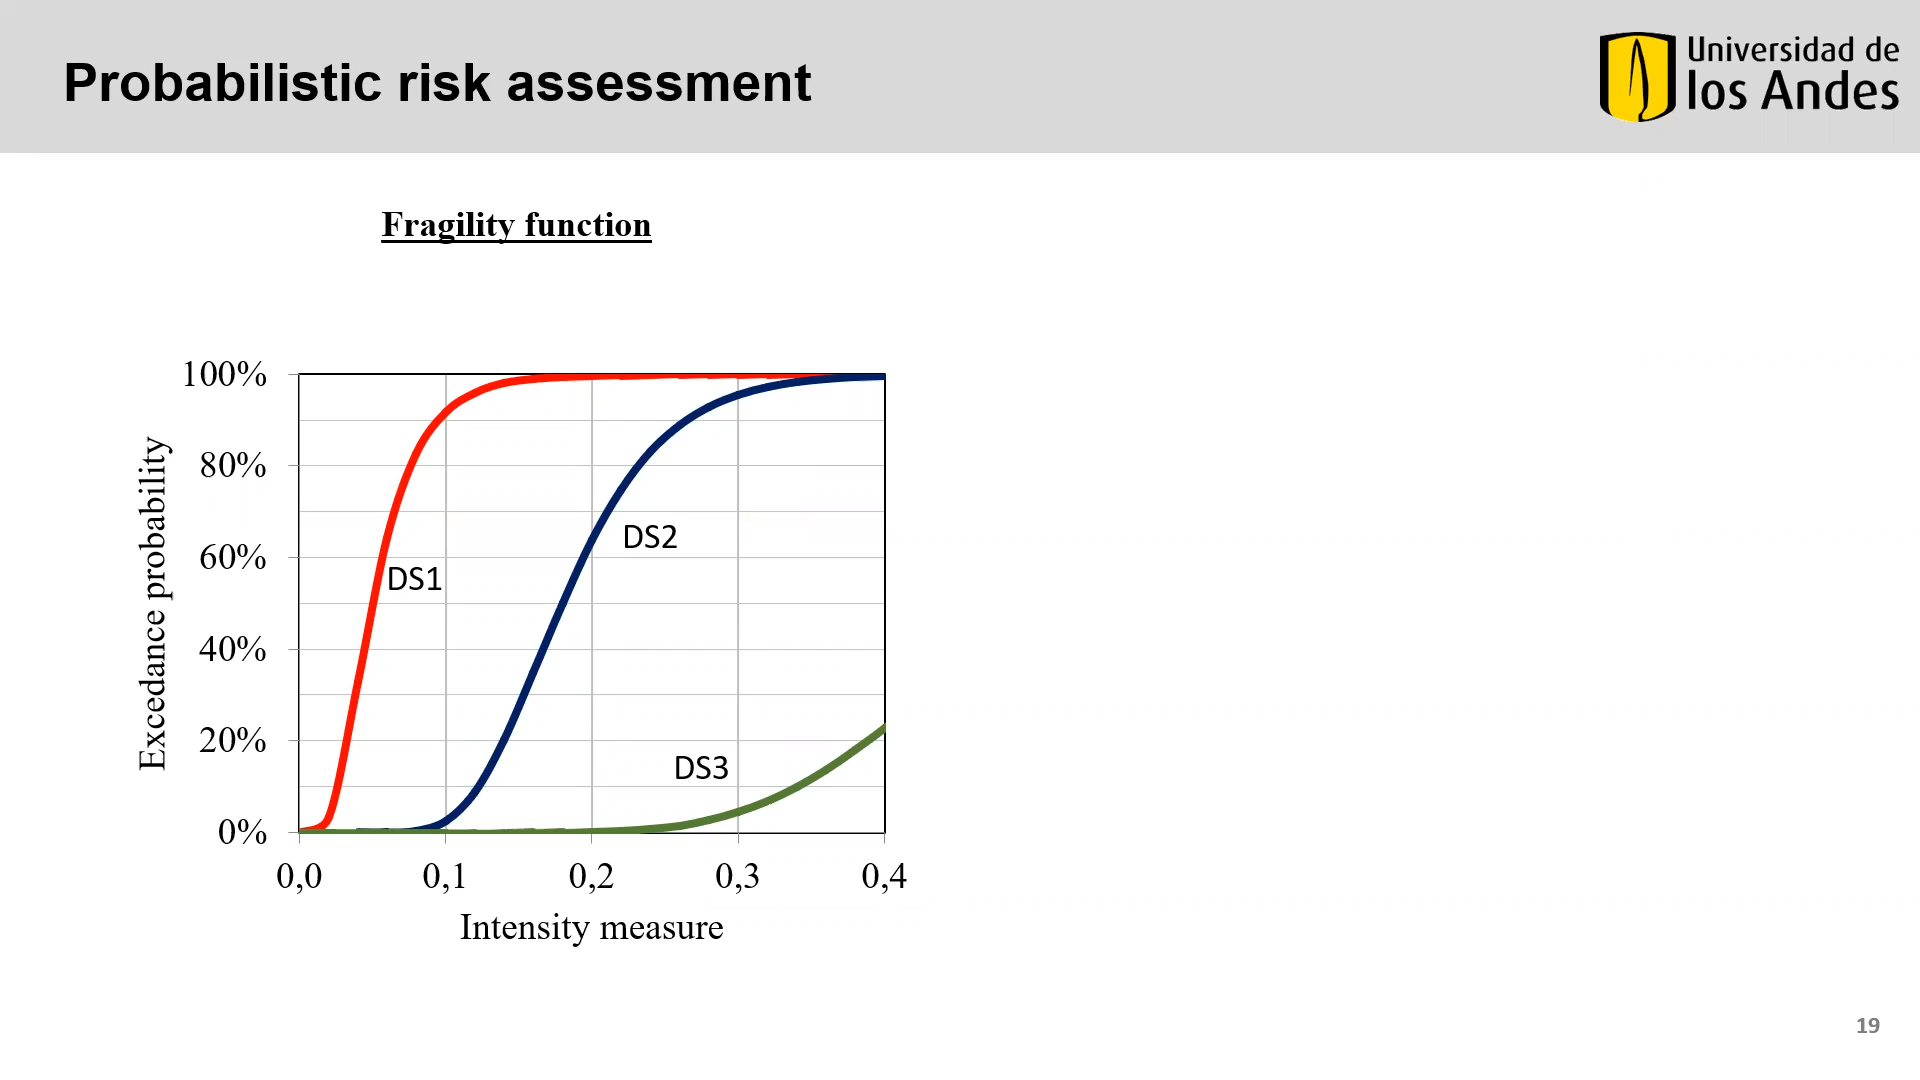 Probabilistic risk assessment
Universidad de
los Andes
Fragility function
100%
80%
60%
40%
20%
0%
Excedance probability
DS1
DS2
DS3
0,0
0,1
0,2
0,3
0,4
Intensity measure
19